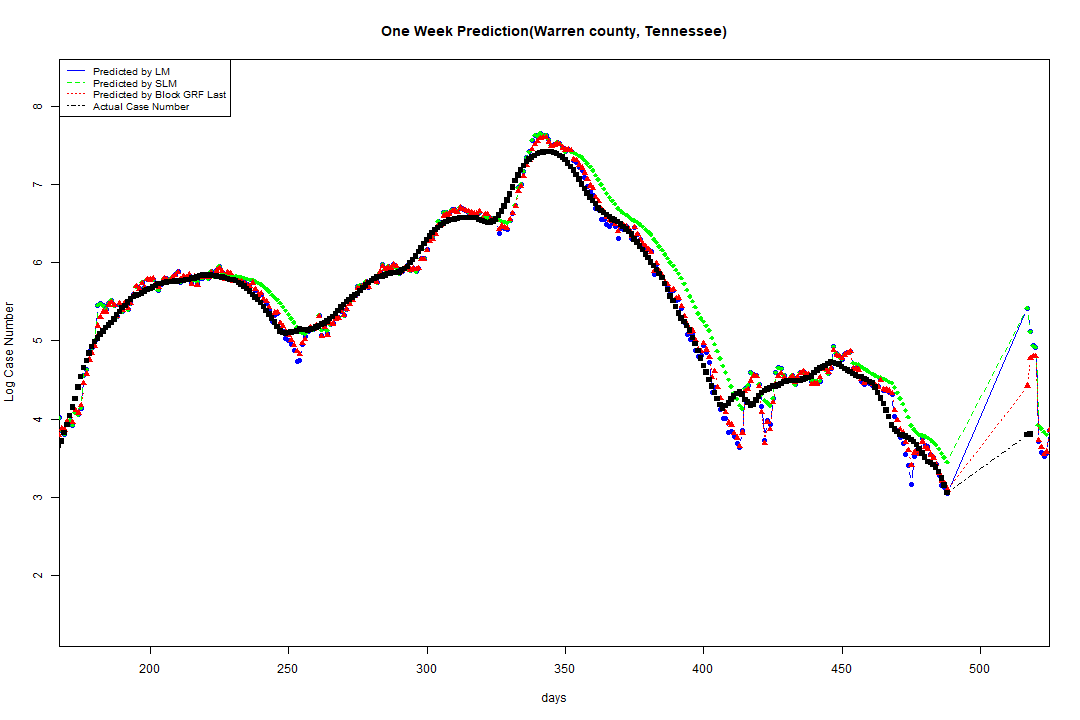 One Week Prediction(Warren county, Tennessee)
Predicted by LM
Predicted by SLM
Predicted by Block GRF Last
Actual Case Number
8
7
6
5
4
3
2
Log Case Number
200 250 300 350 400 450 500
days